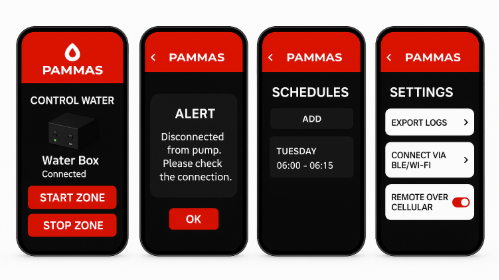 PAMMAS
CONTROL WATER
Water Box
Connected
START ZONE
STOP ZONE
PAMMAS
ALERT
Disconnected
from pump.
Please check
the connection.
OK
PAMMAS
SCHEDULES
ADD
TUESDAY
06:00 – 06:15
PAMMAS
SETTINGS
EXPORT LOGS
CONNECT VIA
BLE/WI-FI
REMOTE OVER
CELLULAR